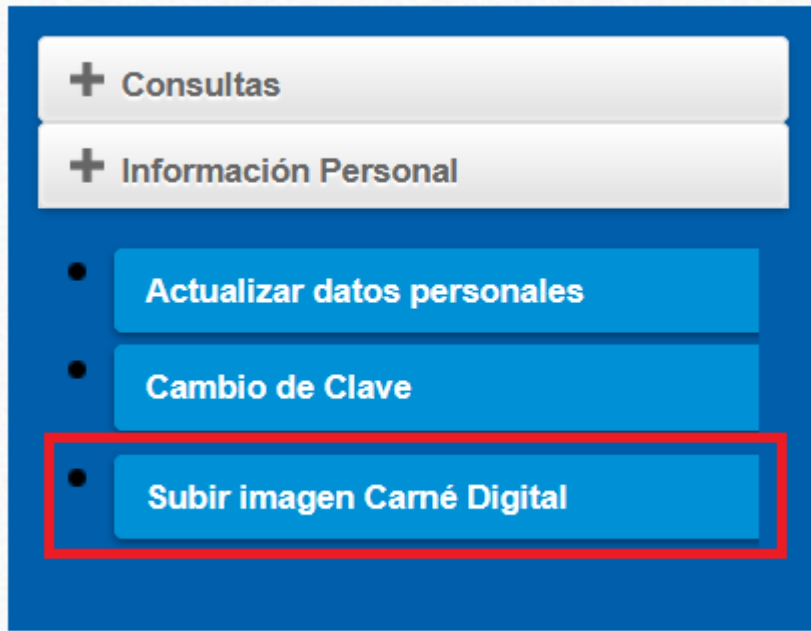 Consultas
Información Personal
Actualizar datos personales
Cambio de Clave
Subir imagen Carné Digital